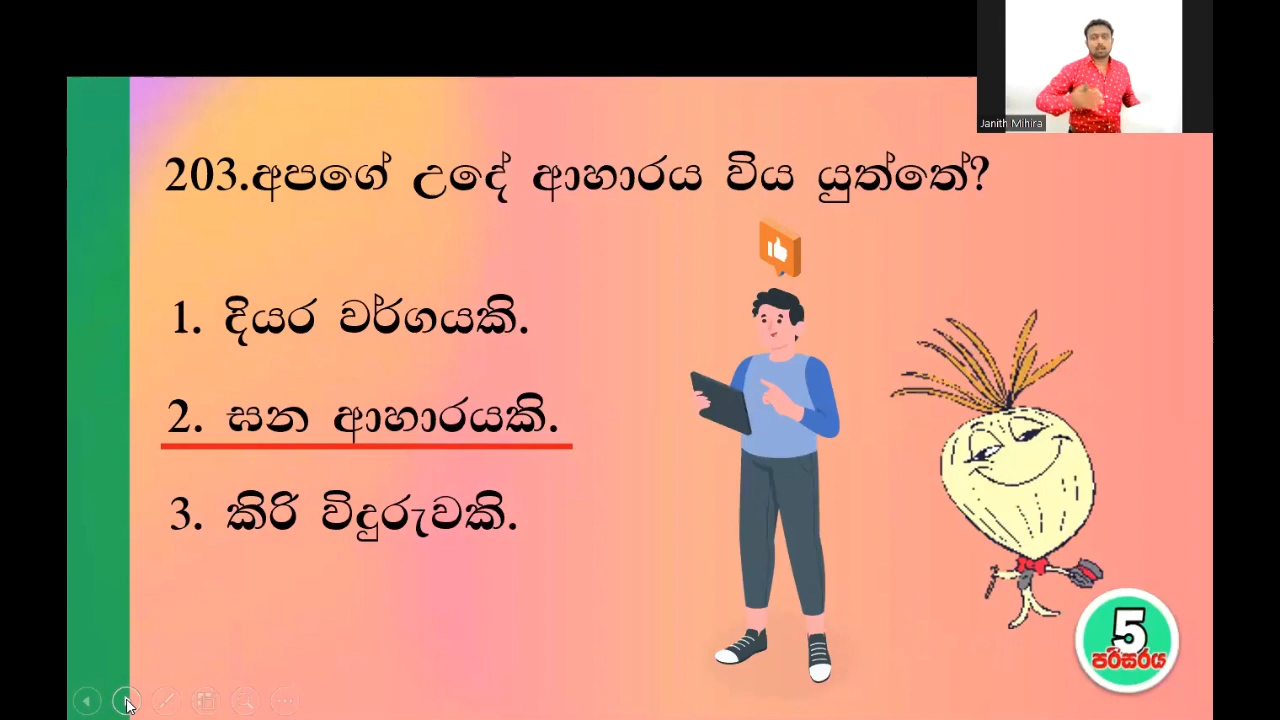 Janith Mihira
203.අපගේ උදේ ආහාරය විය යුත්තේ?
1. දියර වර්ගයකි.
2. ඝන ආහාරයකි.
3. කිරි විදුරුවකි.
5
පරිසරය